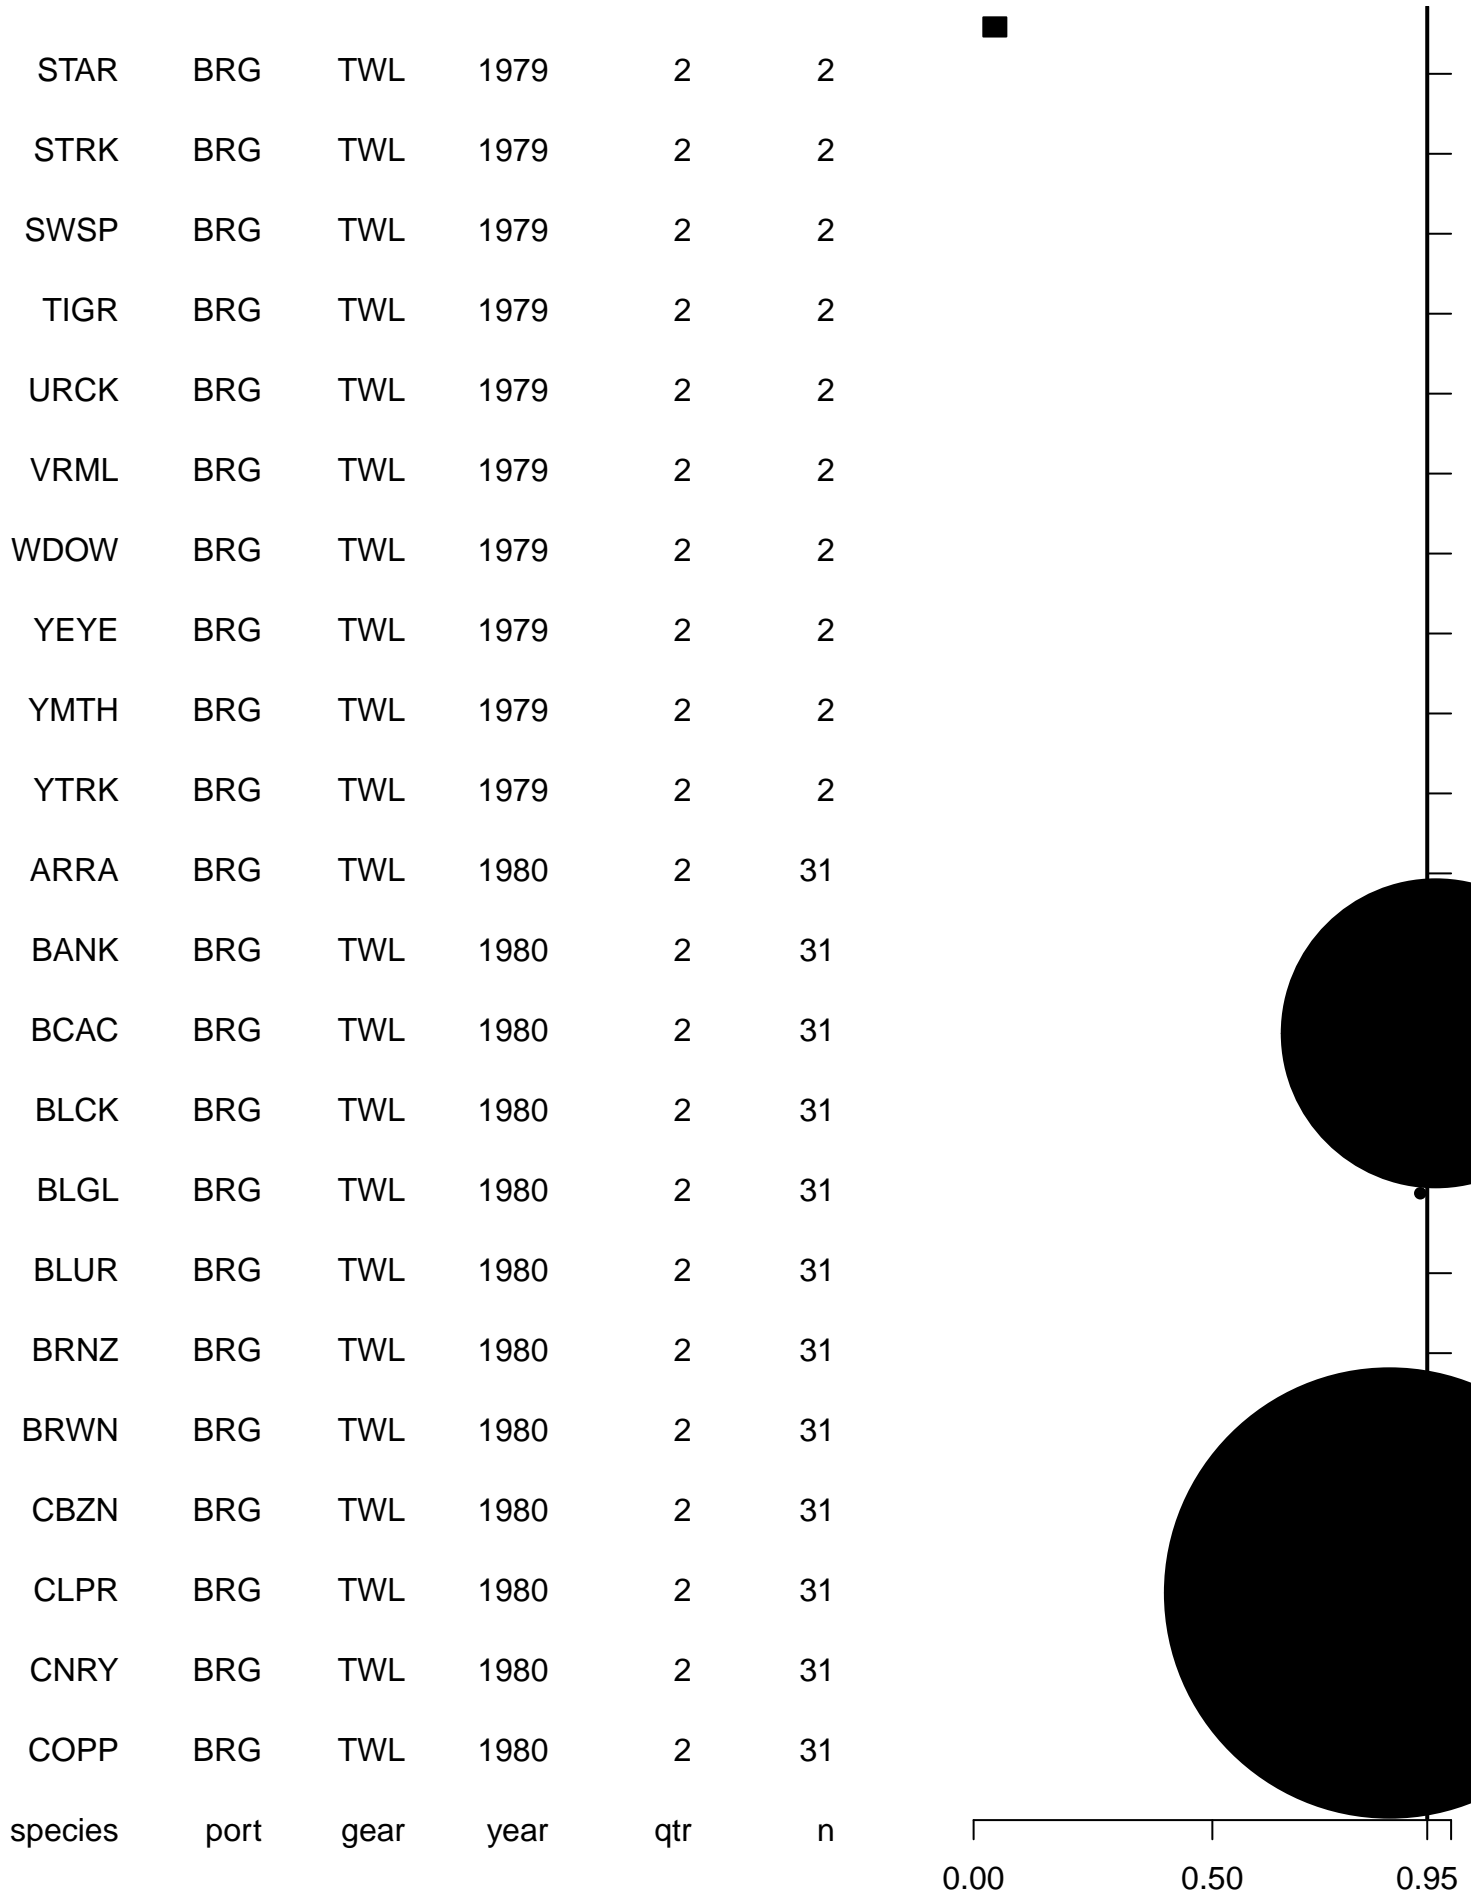 STAR BRG TWL 1979 2 2
STRK BRG TWL 1979 2 2
SWSP BRG TWL 1979 2 2
TIGR BRG TWL 1979 2 2
URCK BRG TWL 1979 2 2
VRML BRG TWL 1979 2 2
WDOW BRG TWL 1979 2 2
YEYE BRG TWL 1979 2 2
YMTH BRG TWL 1979 2 2
YTRK BRG TWL 1979 2 2
ARRA BRG TWL 1980 2 31
BANK BRG TWL 1980 2 31
BCAC BRG TWL 1980 2 31
BLCK BRG TWL 1980 2 31
BLGL BRG TWL 1980 2 31
BLUR BRG TWL 1980 2 31
BRNZ BRG TWL 1980 2 31
BRWN BRG TWL 1980 2 31
CBZN BRG TWL 1980 2 31
CLPR BRG TWL 1980 2 31
CNRY BRG TWL 1980 2 31
COPP BRG TWL 1980 2 31
species port gear year qtr n
0.00 0.50 0.95